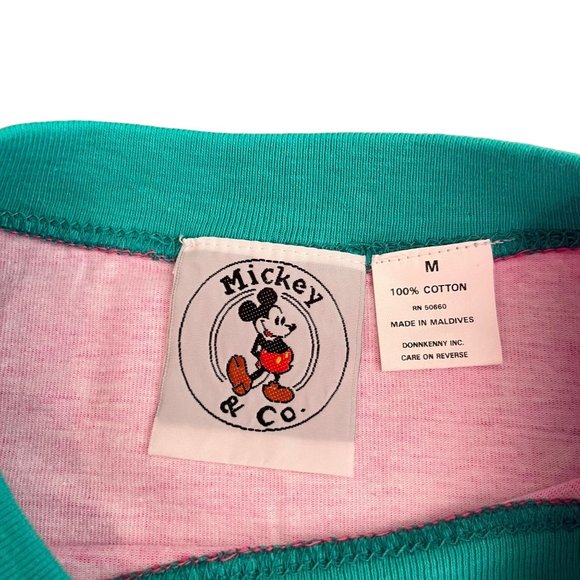 Mickey
& Co.
M
100% COTTON
RN 50660
MADE IN MALDIVES
DONNKENNY INC.
CARE ON REVERSE